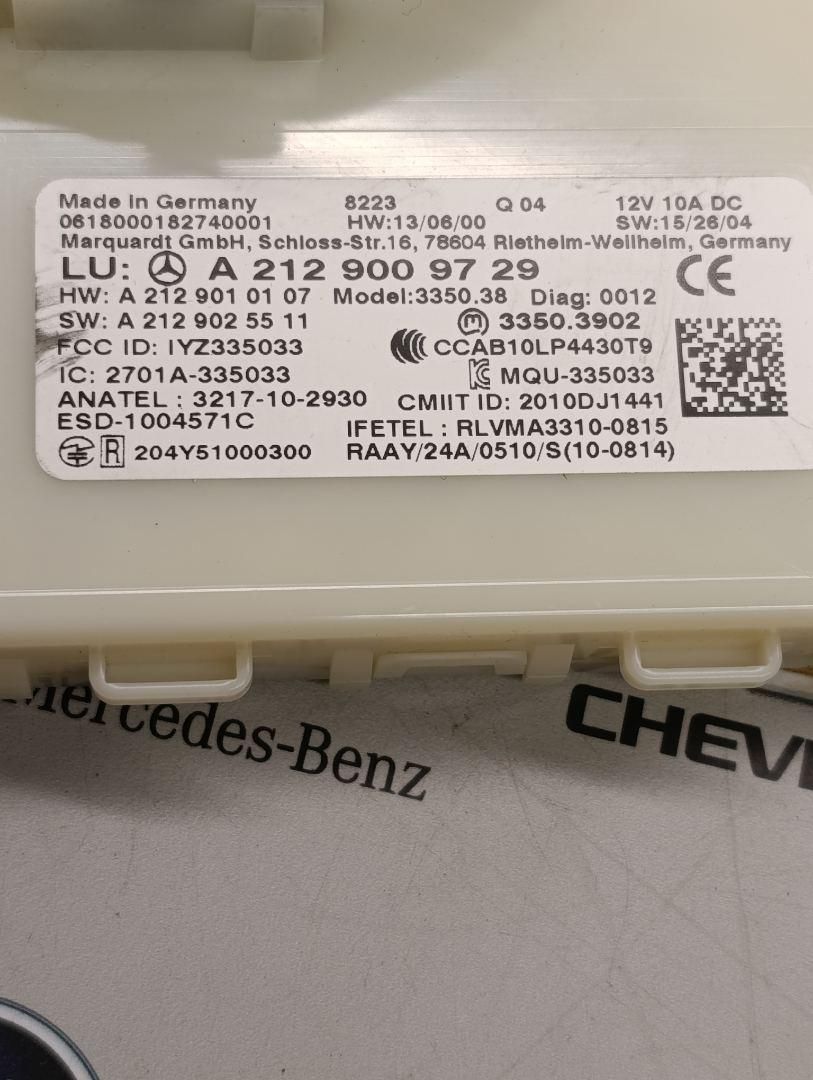 Made in Germany 8223 Q 04 12V 10A DC
0618000182740001 HW:13/06/00 SW:15/26/04
Marquardt GmbH, Schloss-Str.16, 78604 Rietheim-Weilheim, Germany
LU: A 212 900 97 29 CE
HW: A 212 901 01 07 Model:3350.38 Diag: 0012
SW: A 212 902 55 11 m 3350.3902
FCC ID: IYZ335033 CCAB10LP4430T9
IC: 2701A-335033 MQU-335033
ANATEL : 3217-10-2930 CMIIT ID: 2010DJ1441
ESD-1004571C IFETEL : RLVMA3310-0815
R 204Y51000300 RAAY/24A/0510/S(10-0814)
Mercedes-Benz
CHEV